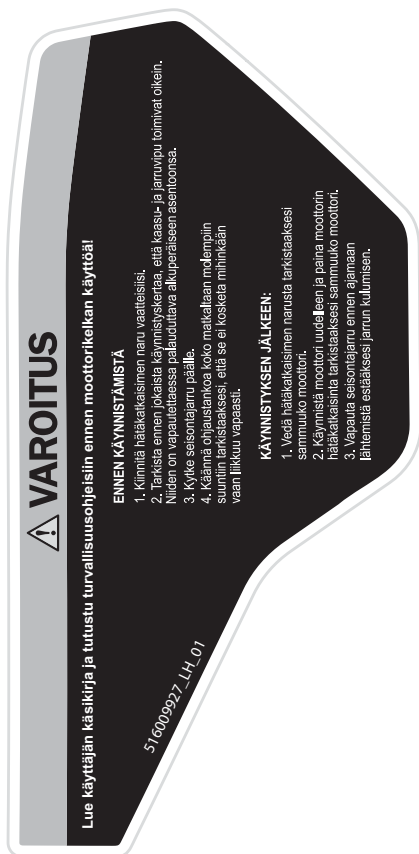 ⚠ VAROITUS
Lue käyttäjän käsikirja ja tutustu turvallisuusohjeisiin ennen moottorikelkan käyttöä!
ENNEN KÄYNNISTÄMISTÄ
1. Kiinnitä hätäkatkaisimen naru vaatteisiisi.
2. Tarkista ennen jokaista käynnistyskertaa, että kaasu- ja jarruvipu toimivat oikein.
Niiden on vapautettaessa palauduttava alkuperäiseen asentoonsa.
3. Kytke seisontajarru päälle.
4. Käännä ohjaustankoa koko matkaltaan molempiin
suuntiin tarkistaaksesi, että se ei kosketa mihinkään
vaan liikkuu vapaasti.
KÄYNNISTYKSEN JÄLKEEN:
1. Vedä hätäkatkaisimen narusta tarkistaaksesi
sammuuko moottori.
2. Käynnistä moottori uudelleen ja paina moottorin
hätäkatkaisinta tarkistaaksesi sammuuko moottori.
3. Vapauta seisontajarru ennen ajamaan
lähtemistä estääksesi jarrun kulumisen.
516009927_LH_01